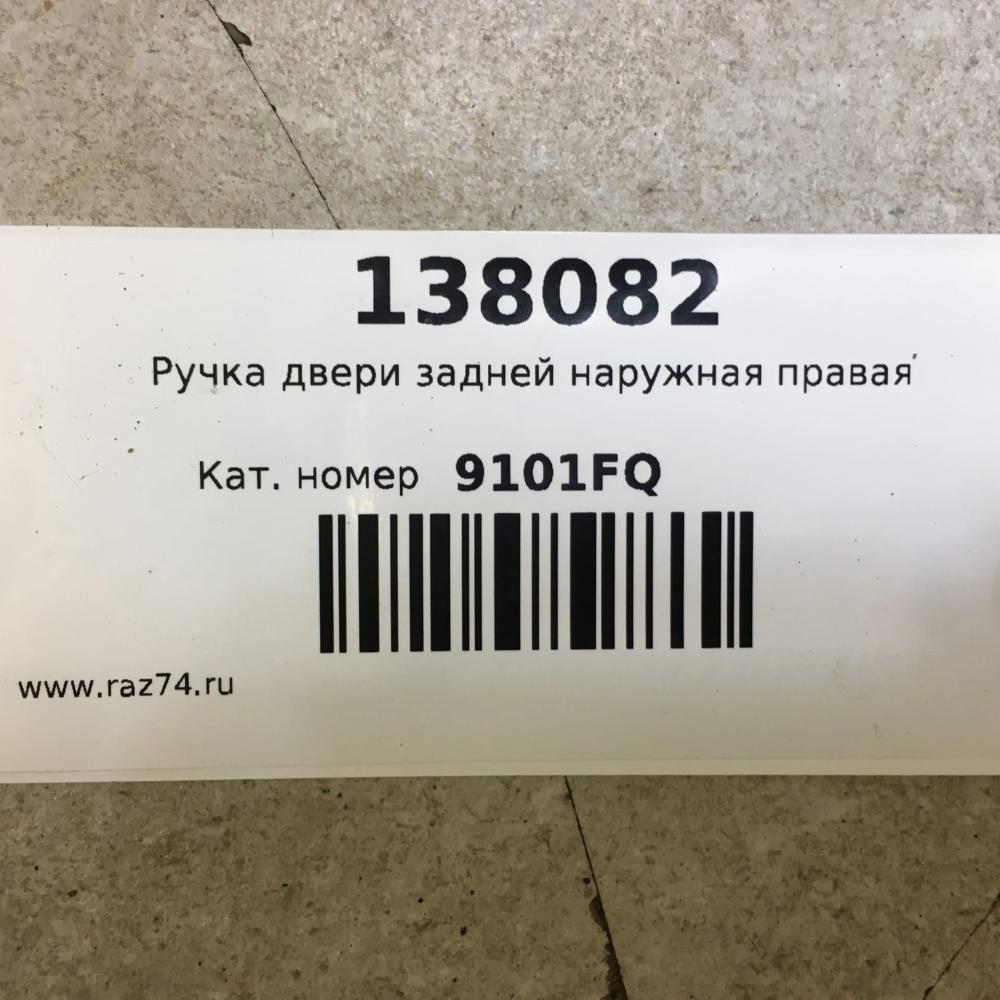 138082
Ручка двери задней наружная правая
Кат. номер 9101FQ
www.raz74.ru